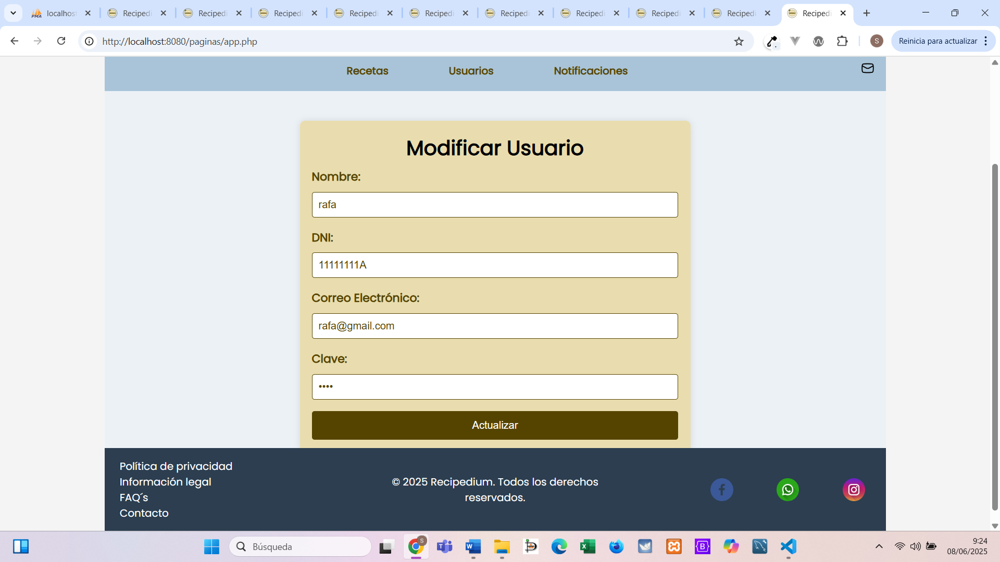 localhost
Recipedi
Recipedi
Recipedi
Recipedi
Recipedi
Recipedi
Recipedi
Recipedi
Recipedi
Recipedi
http://localhost:8080/paginas/app.php
S
Reinicia para actualizar
Recetas
Usuarios
Notificaciones
Modificar Usuario
Nombre:
rafa
DNI:
11111111A
Correo Electrónico:
rafa@gmail.com
Clave:
••••
Actualizar
Política de privacidad
Información legal
FAQ´s
Contacto
© 2025 Recipedium. Todos los derechos
reservados.
Búsqueda
9:24
08/06/2025